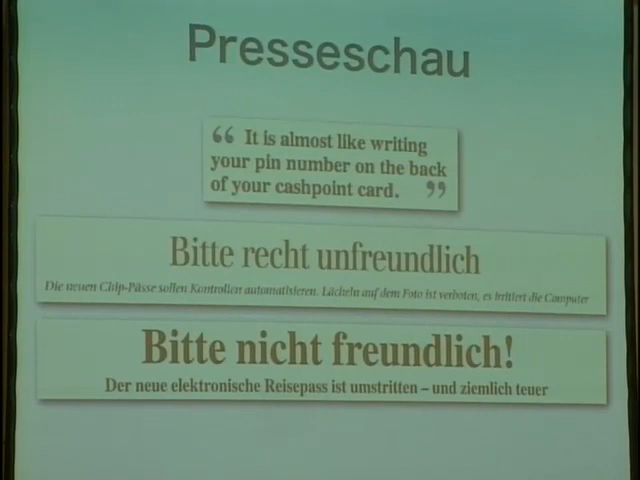 Presseschau
“ It is almost like writing
your pin number on the back
of your cashpoint card. ”
Bitte recht unfreundlich
Die neuen Chip-Pässe sollen Kontrollen automatisieren. Lächeln auf dem Foto ist verboten, es irritiert die Computer
Bitte nicht freundlich!
Der neue elektronische Reisepass ist umstritten – und ziemlich teuer